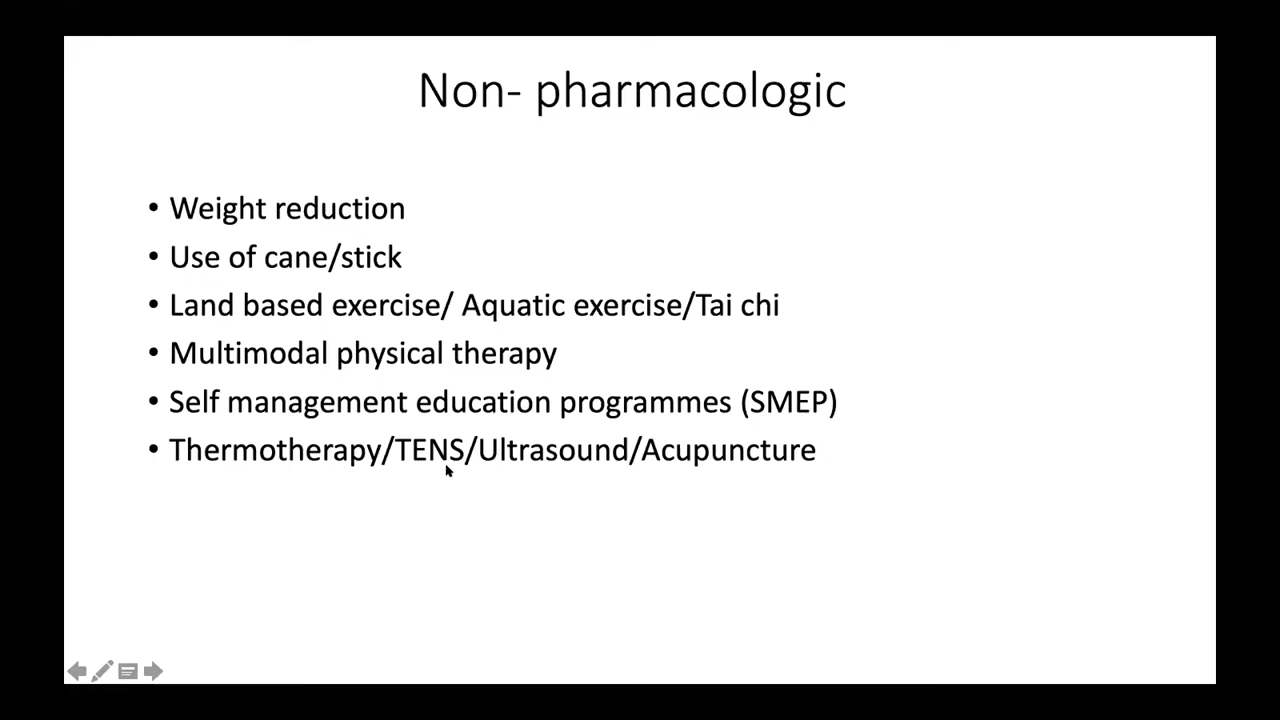 Non- pharmacologic
• Weight reduction
• Use of cane/stick
• Land based exercise/ Aquatic exercise/Tai chi
• Multimodal physical therapy
• Self management education programmes (SMEP)
• Thermotherapy/TENS/Ultrasound/Acupuncture